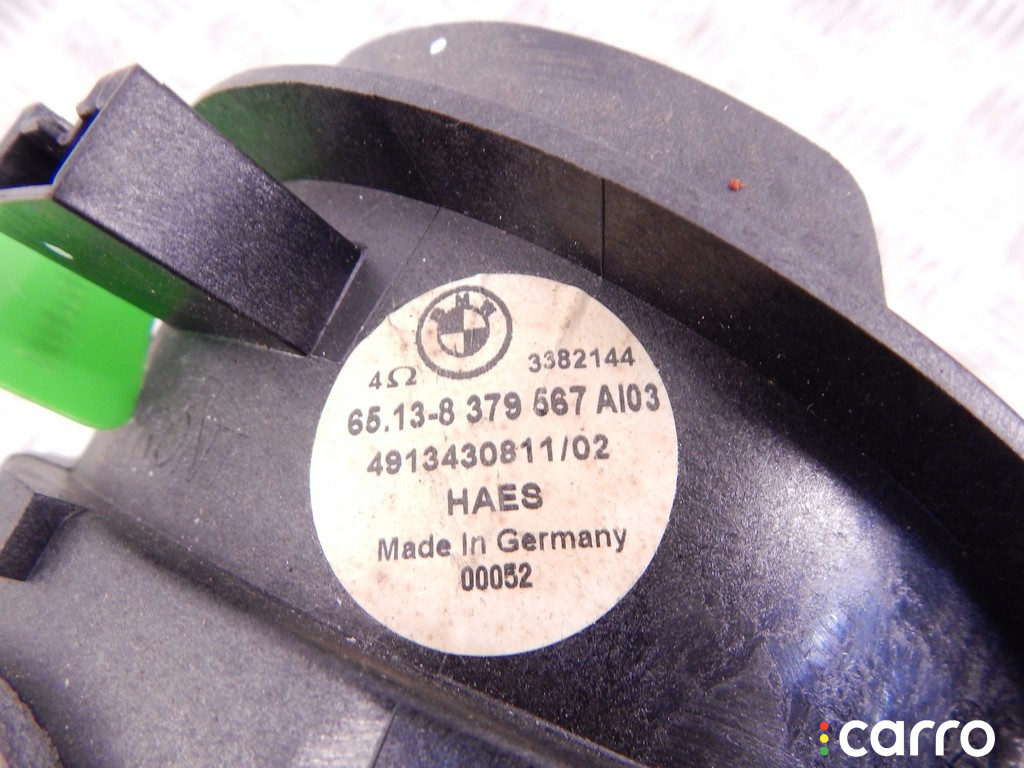 BMW
4Ω 3382144
65.13-8 379 567 AI03
4913430811/02
HAES
Made In Germany
00052
carro